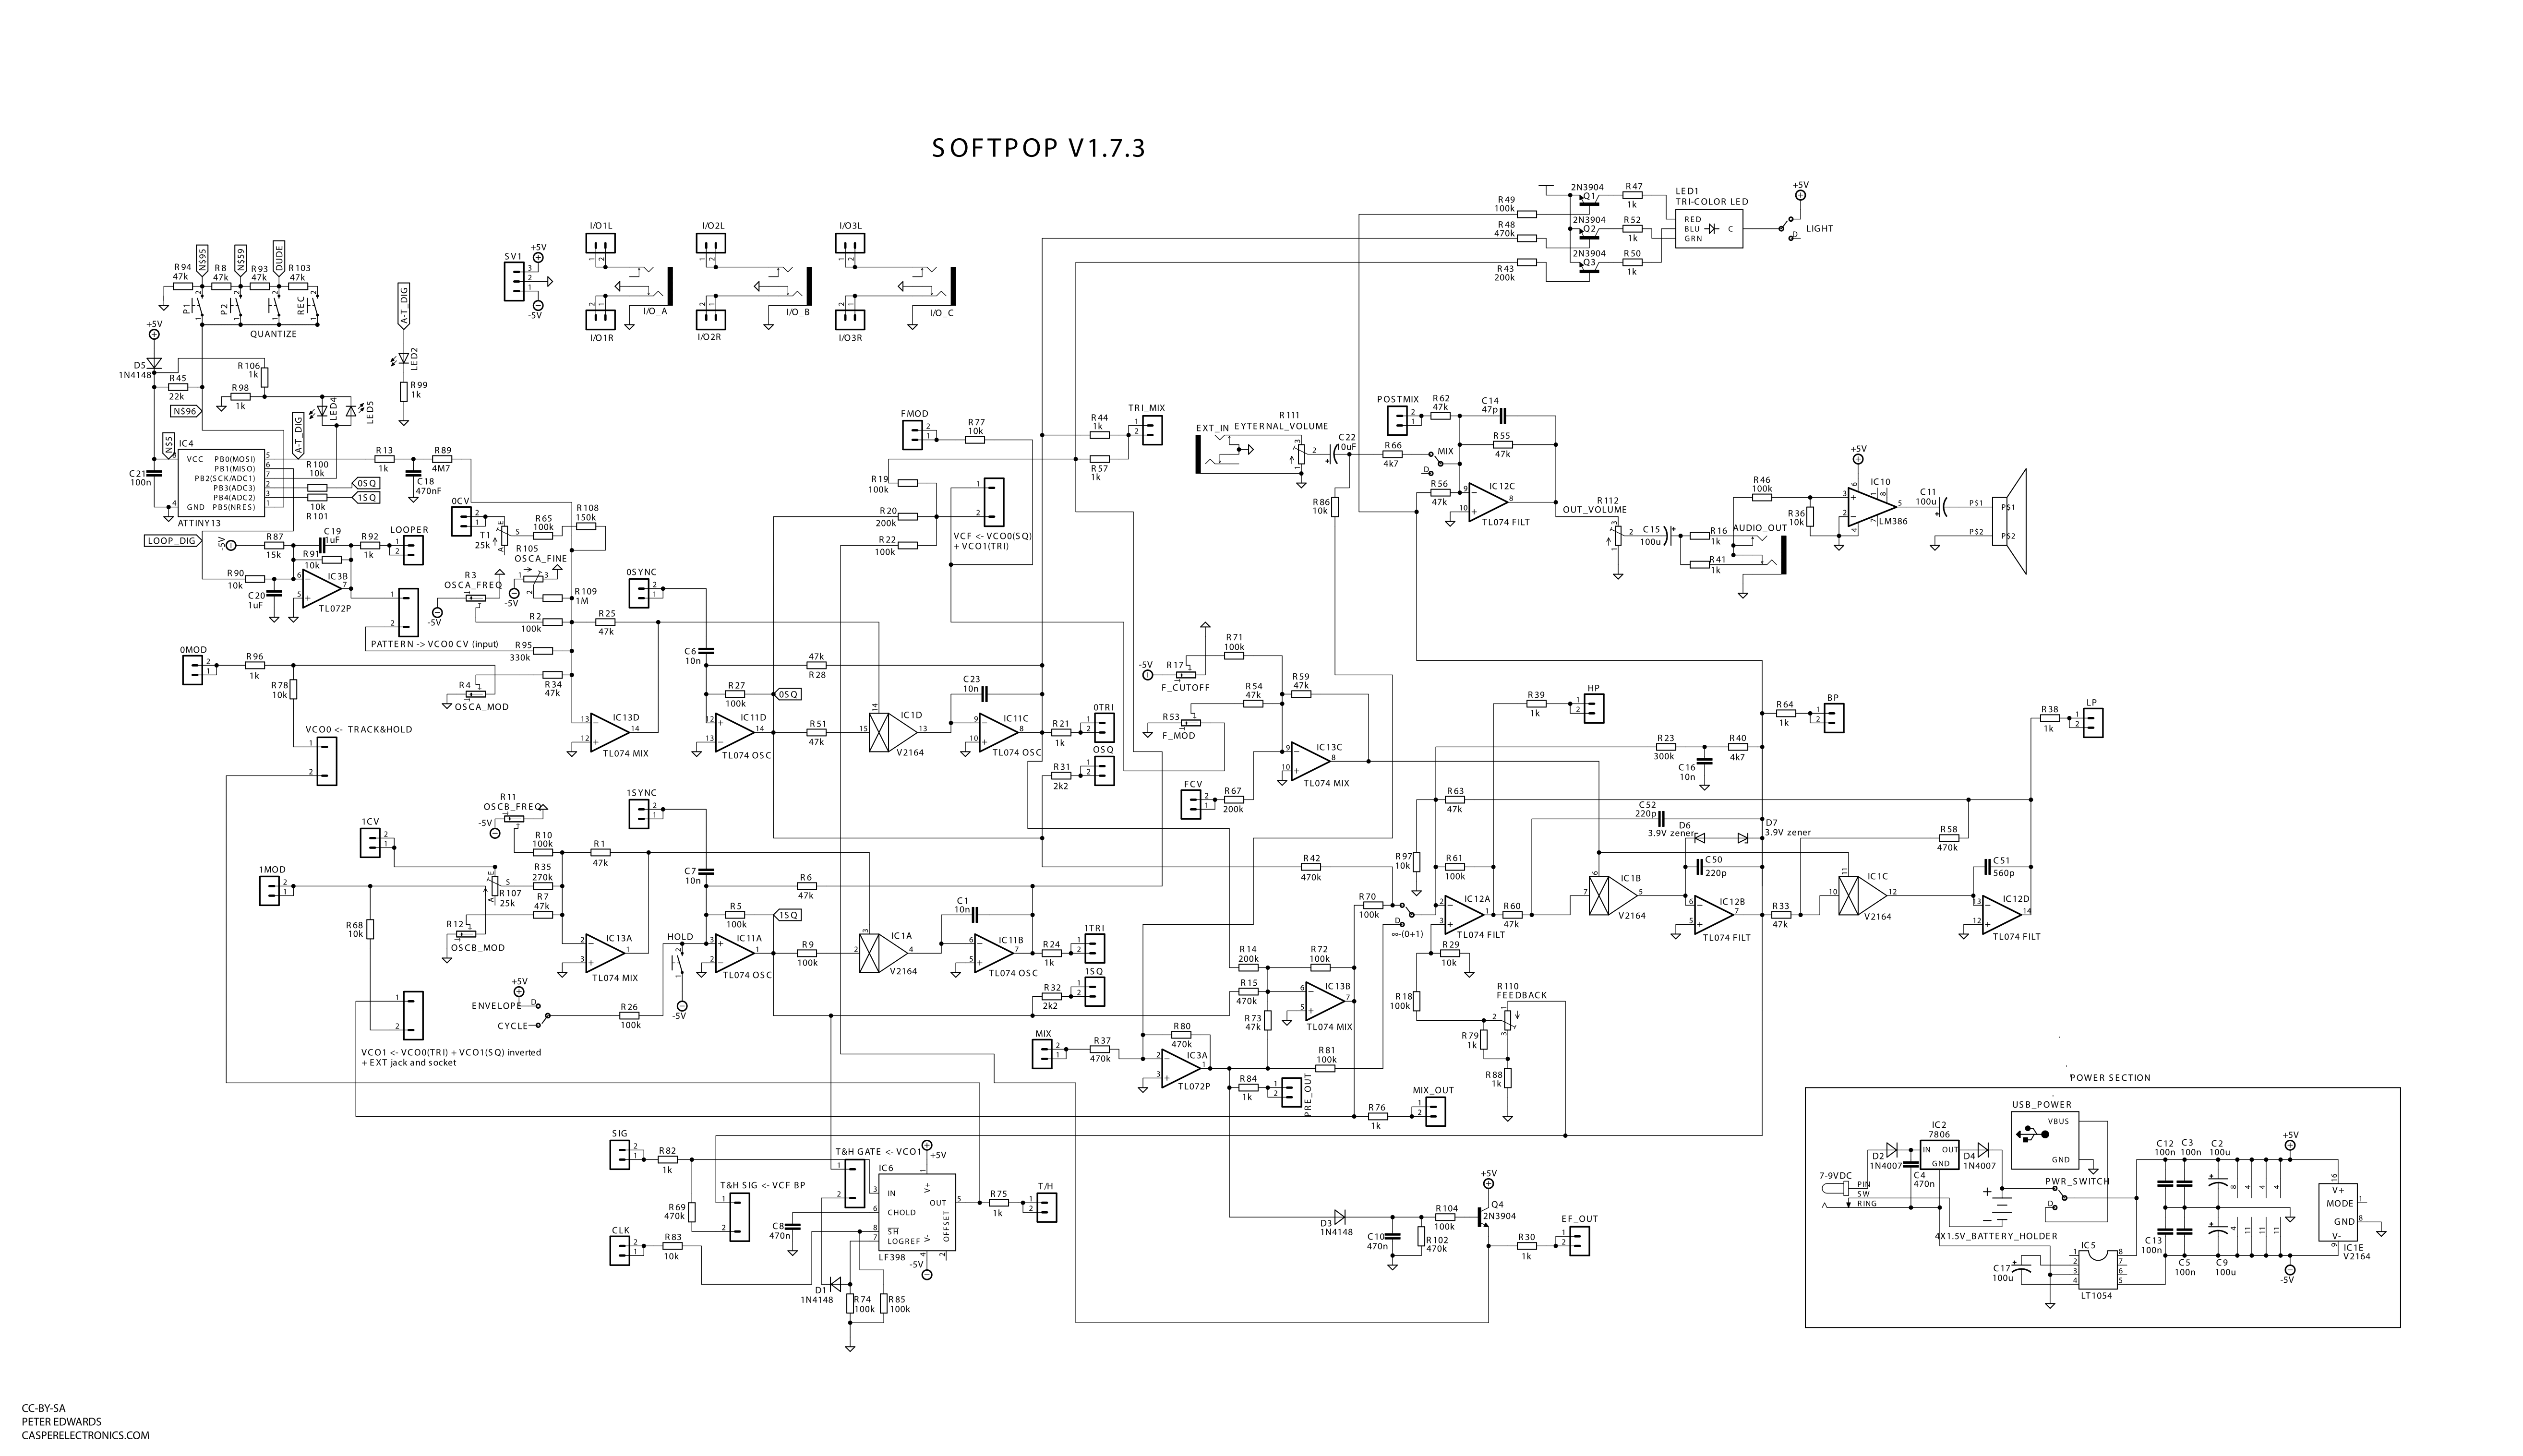 SOFTPOP V1.7.3
R49
100k
R48
470k
R43
200k
2N3904
Q1
2N3904
Q2
2N3904
Q3
R47
1k
R52
1k
R50
1k
LED1
TRI-COLOR LED
RED
BLU
GRN
C
+5V
D
LIGHT
I/O1L
I/O2L
I/O3L
I/O_A
I/O_B
I/O_C
I/O1R
I/O2R
I/O3R
SV1
+5V
-5V
N$95
N$59
DUDE
R94
47k
R8
47k
R93
47k
R103
47k
P1
P2
REC
QUANTIZE
+5V
D5
1N4148
R45
22k
R106
1k
R98
1k
N$96
N$5
A-T_DIG
LED4
LED5
A-T_DIG
LED2
R99
1k
IC4
VCC
GND
PB0(MOSI)
PB1(MISO)
PB2(SCK/ADC1)
PB3(ADC3)
PB4(ADC2)
PB5(NRES)
ATTINY13
C21
100n
R100
10k
10k
R101
0SQ
1SQ
R13
1k
R89
4M7
C18
470nF
LOOP_DIG
-5V
R87
15k
C19
1uF
R91
10k
R92
1k
LOOPER
R90
10k
C20
1uF
IC3B
TL072P
PATTERN -> VCO0 CV (input)
0CV
T1
25k
R65
100k
R108
150k
R105
OSCA_FINE
R3
OSCA_FREQ
-5V
-5V
R109
1M
R2
100k
R25
47k
R95
330k
R34
47k
R4
OSCA_MOD
0MOD
R96
1k
R78
10k
VCO0 <- TRACK&HOLD
IC13D
TL074 MIX
0SYNC
C6
10n
47k
R28
R27
100k
0SQ
IC11D
TL074 OSC
R51
47k
IC1D
V2164
C23
10n
IC11C
TL074 OSC
R21
1k
0TRI
OSQ
R31
2k2
FMOD
R77
10k
R19
100k
R20
200k
R22
100k
VCF <- VCO0(SQ)
+ VCO1(TRI)
R44
1k
R57
1k
TRI_MIX
EXT_IN
R111
EYTERNAL_VOLUME
C22
10uF
R66
4k7
R86
10k
MIX
D
POSTMIX
R62
47k
C14
47p
R55
47k
R56
47k
IC12C
TL074 FILT
R112
OUT_VOLUME
C15
100u
R16
1k
R41
1k
AUDIO_OUT
R46
100k
R36
10k
+5V
IC10
LM386
C11
100u
PS1
PS2
PS1
PS2
-5V
R17
F_CUTOFF
R71
100k
R54
47k
R59
47k
R53
F_MOD
IC13C
TL074 MIX
FCV
R67
200k
R39
1k
HP
R64
1k
BP
R38
1k
LP
R23
300k
C16
10n
R40
4k7
R63
47k
C52
220p
D6
3.9V zener
D7
3.9V zener
C50
220p
R58
470k
C51
560p
R97
10k
R61
100k
R42
470k
R70
100k
D
∞-(0+1)
IC12A
TL074 FILT
R60
47k
IC1B
V2164
IC12B
TL074 FILT
R33
47k
IC1C
V2164
IC12D
TL074 FILT
R29
10k
R18
100k
R110
FEEDBACK
R79
1k
R88
1k
R11
OSCB_FREQ
-5V
1CV
1MOD
R10
100k
R1
47k
R35
270k
R7
47k
R107
25k
R12
OSCB_MOD
R68
10k
IC13A
TL074 MIX
1SYNC
C7
10n
R6
47k
R5
100k
1SQ
HOLD
-5V
IC11A
TL074 OSC
R9
100k
IC1A
V2164
C1
10n
IC11B
TL074 OSC
R24
1k
1TRI
1SQ
R32
2k2
ENVELOPE
+5V
D
CYCLE
R26
100k
VCO1 <- VCO0(TRI) + VCO1(SQ) inverted
+ EXT jack and socket
R14
200k
R72
100k
R15
470k
R73
47k
IC13B
TL074 MIX
MIX
R37
470k
R80
470k
IC3A
TL072P
R81
100k
R84
1k
PRE_OUT
R76
1k
MIX_OUT
SIG
R82
1k
R69
470k
T&H SIG <- VCF BP
CLK
R83
10k
T&H GATE <- VCO1
+5V
IC6
IN
CHOLD
SH
LOGREF
OUT
V+
V-
OFFSET
LF398
-5V
C8
470n
D1
1N4148
R74
100k
R85
100k
R75
1k
T/H
D3
1N4148
C10
470n
R102
470k
R104
100k
+5V
Q4
2N3904
R30
1k
EF_OUT
POWER SECTION
USB_POWER
VBUS
GND
7-9VDC
PIN
SW
RING
D2
1N4007
IC2
7806
IN
OUT
GND
C4
470n
D4
1N4007
PWR_SWITCH
D
4X1.5V_BATTERY_HOLDER
IC5
LT1054
C17
100u
C12
100n
C3
100n
C2
100u
C13
100n
C5
100n
C9
100u
+5V
-5V
V+
MODE
GND
V-
IC1E
V2164
CC-BY-SA
PETER EDWARDS
CASPERELECTRONICS.COM